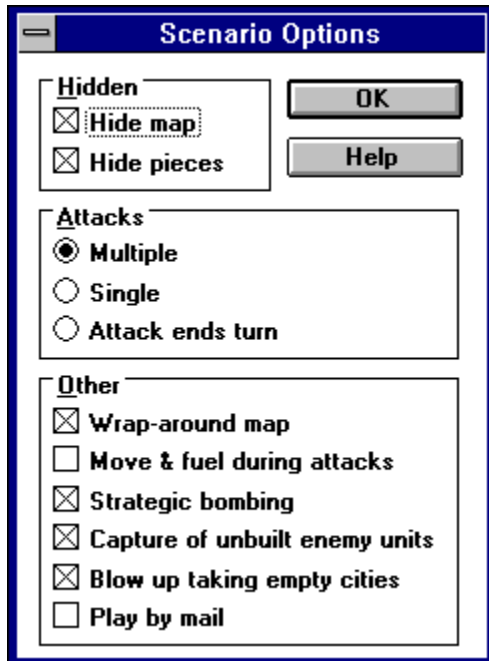 Scenario Options
Hidden
Hide map
Hide pieces
OK
Help
Attacks
Multiple
Single
Attack ends turn
Other
Wrap-around map
Move & fuel during attacks
Strategic bombing
Capture of unbuilt enemy units
Blow up taking empty cities
Play by mail